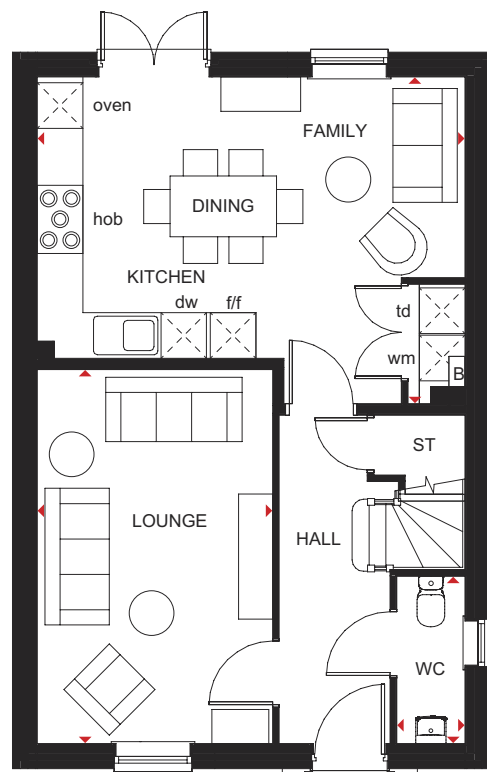 oven
FAMILY
DINING
hob
KITCHEN
dw
f/f
td
wm
B
ST
LOUNGE
HALL
WC